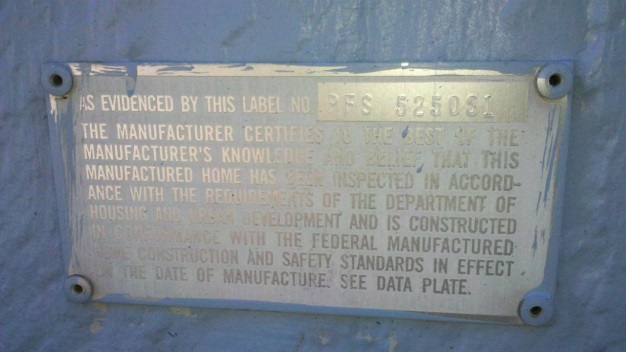 AS EVIDENCED BY THIS LABEL NO. PFS 525081
THE MANUFACTURER CERTIFIES TO THE BEST OF THE
MANUFACTURER'S KNOWLEDGE AND BELIEF THAT THIS
MANUFACTURED HOME HAS BEEN INSPECTED IN ACCORD-
ANCE WITH THE REQUIREMENTS OF THE DEPARTMENT OF
HOUSING AND URBAN DEVELOPMENT AND IS CONSTRUCTED
IN CONFORMANCE WITH THE FEDERAL MANUFACTURED
HOME CONSTRUCTION AND SAFETY STANDARDS IN EFFECT
ON THE DATE OF MANUFACTURE. SEE DATA PLATE.